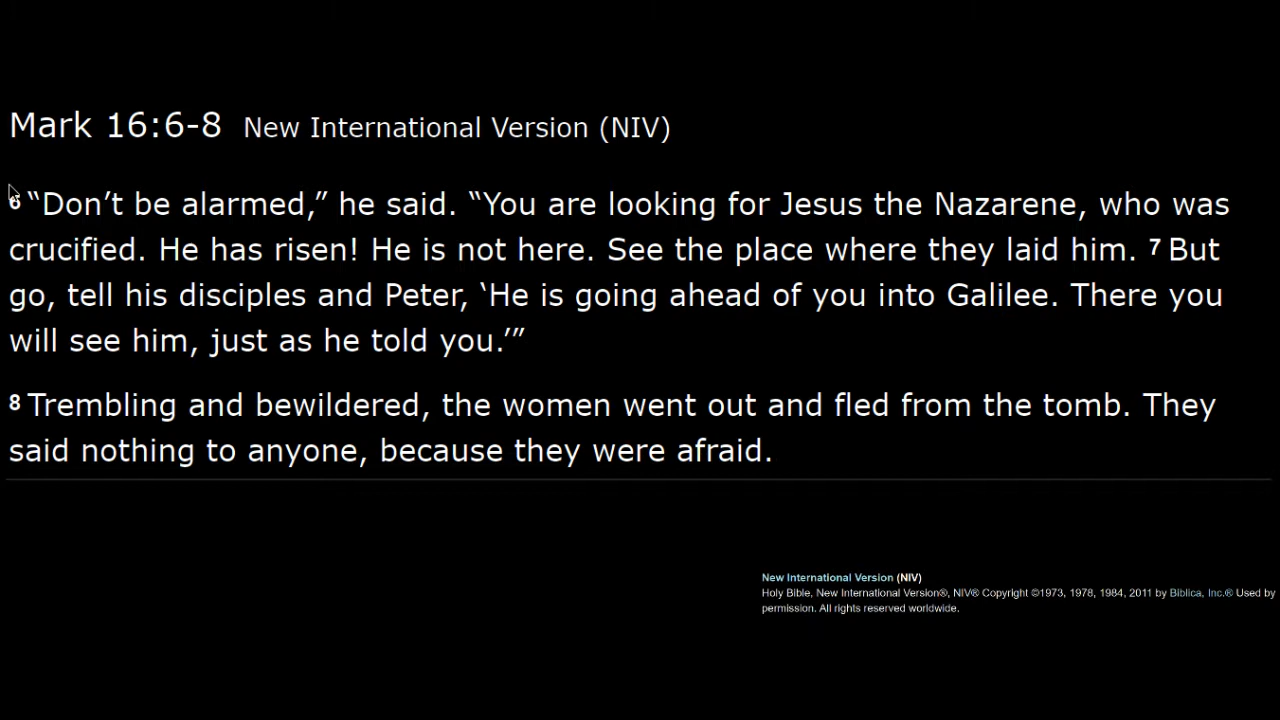 Mark 16:6-8 New International Version (NIV)
6 “Don’t be alarmed,” he said. “You are looking for Jesus the Nazarene, who was
crucified. He has risen! He is not here. See the place where they laid him. 7 But
go, tell his disciples and Peter, ‘He is going ahead of you into Galilee. There you
will see him, just as he told you.’”
8 Trembling and bewildered, the women went out and fled from the tomb. They
said nothing to anyone, because they were afraid.
New International Version (NIV)
Holy Bible, New International Version®, NIV® Copyright ©1973, 1978, 1984, 2011 by Biblica, Inc.® Used by
permission. All rights reserved worldwide.